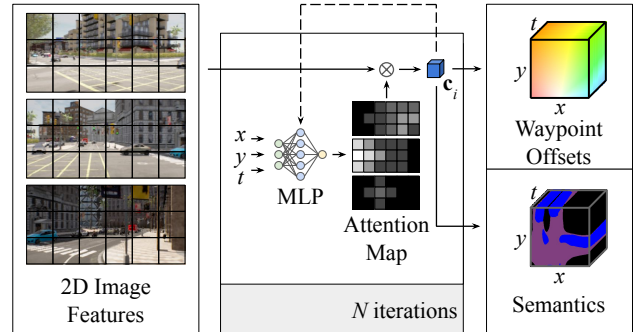 2D Image
Features
x
y
t
MLP
Attention
Map
c_i
N iterations
t
y
x
Waypoint
Offsets
t
y
x
Semantics